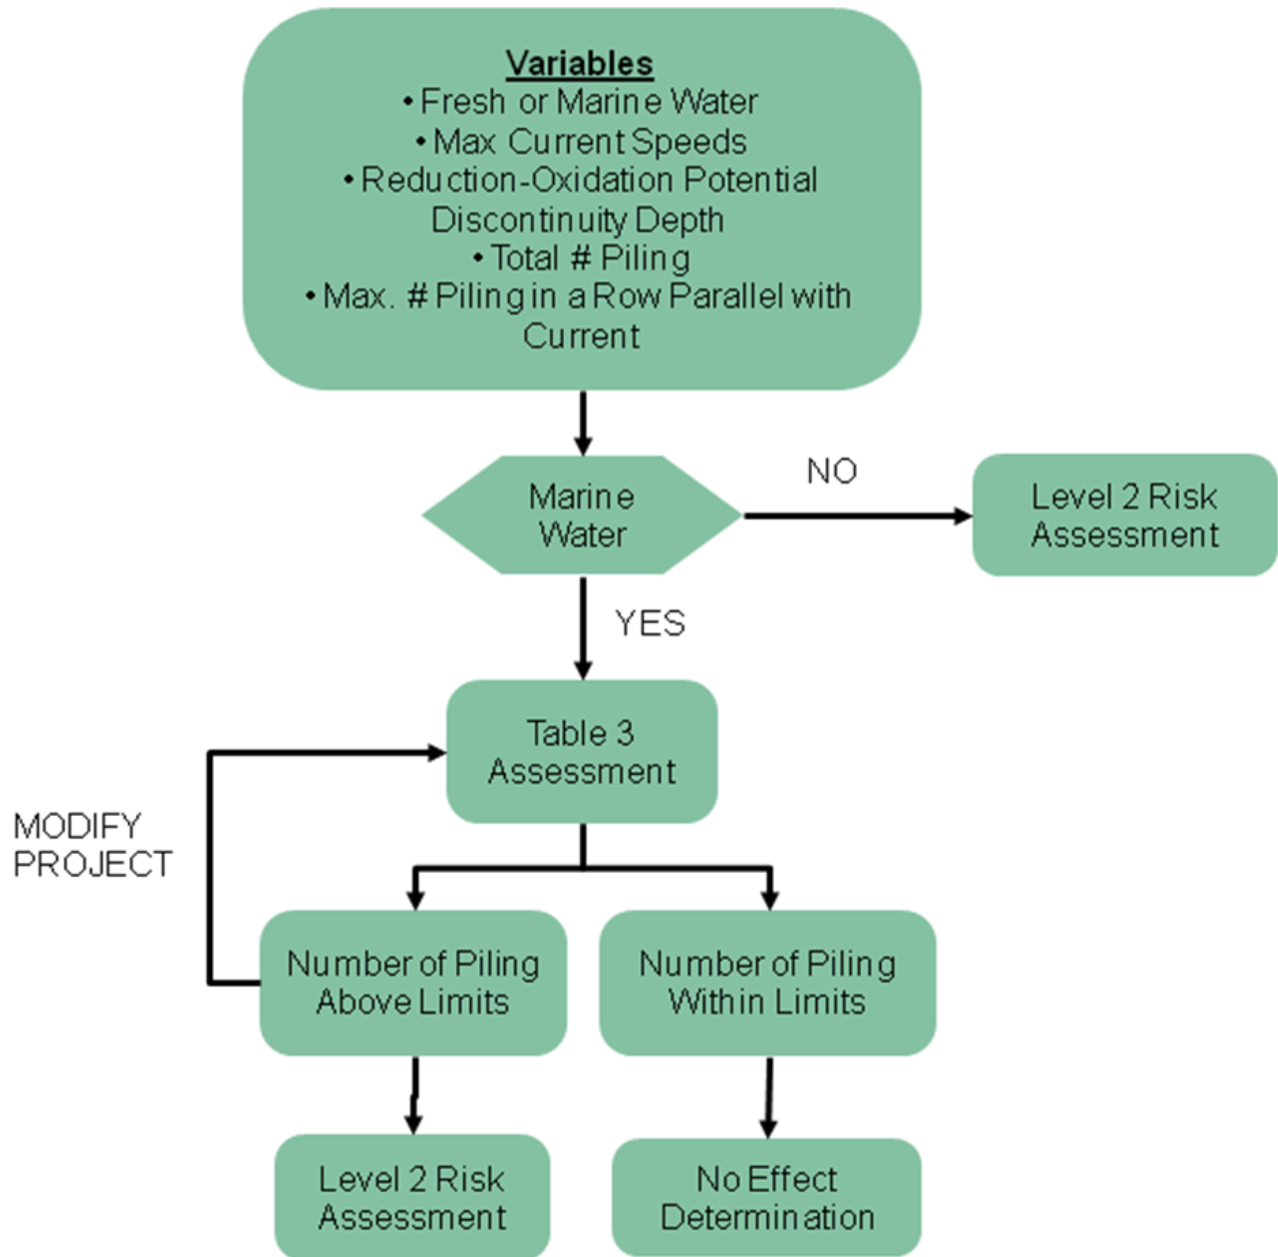 Variables
• Fresh or Marine Water
• Max Current Speeds
• Reduction-Oxidation Potential
Discontinuity Depth
• Total # Piling
• Max. # Piling in a Row Parallel with
Current
Marine
Water
NO
Level 2 Risk
Assessment
YES
Table 3
Assessment
MODIFY
PROJECT
Number of Piling
Above Limits
Number of Piling
Within Limits
Level 2 Risk
Assessment
No Effect
Determination